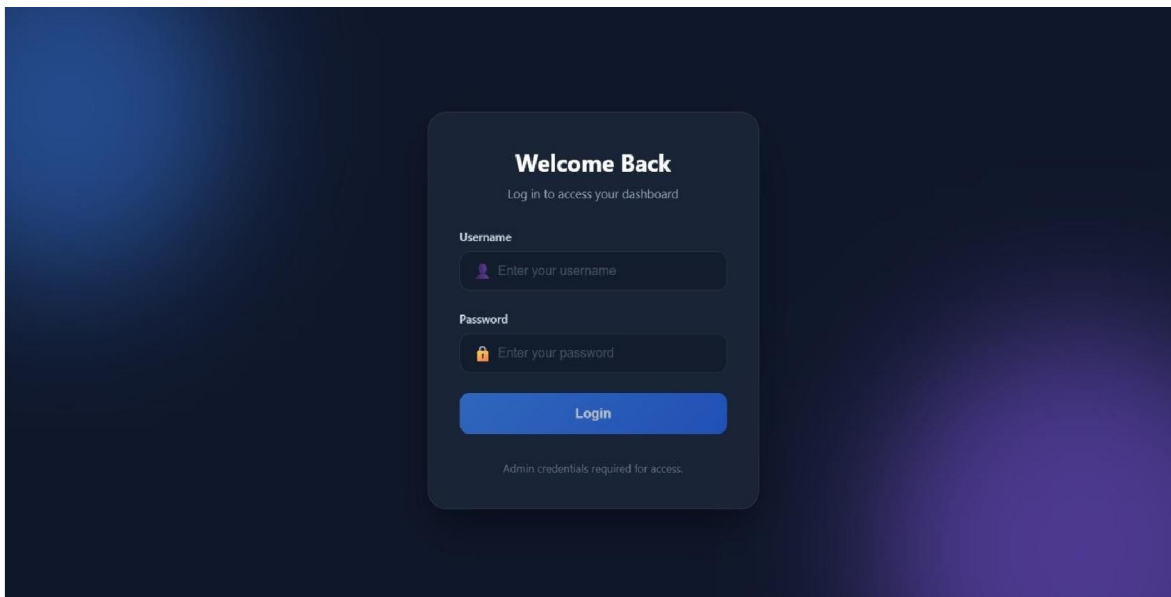 Welcome Back
Log in to access your dashboard
Username
Enter your username
Password
Enter your password
Login
Admin credentials required for access.